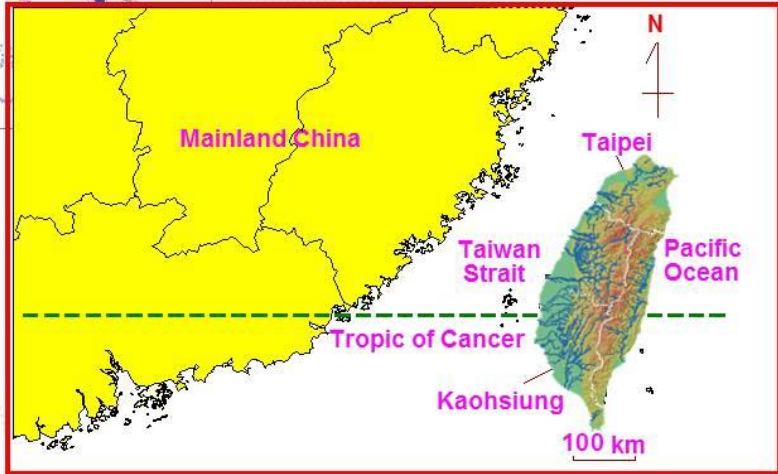 N
Mainland China
Taipei
Taiwan
Strait
Pacific
Ocean
Tropic of Cancer
Kaohsiung
100 km